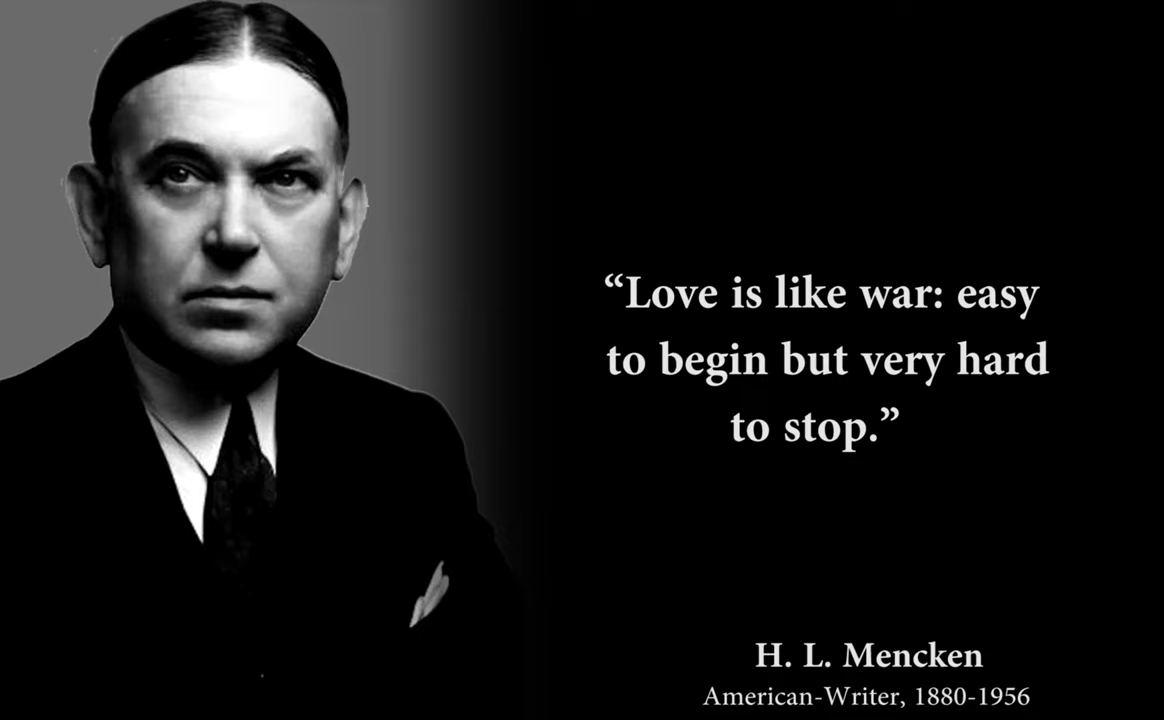 “Love is like war: easy
to begin but very hard
to stop.”
H. L. Mencken
American-Writer, 1880-1956